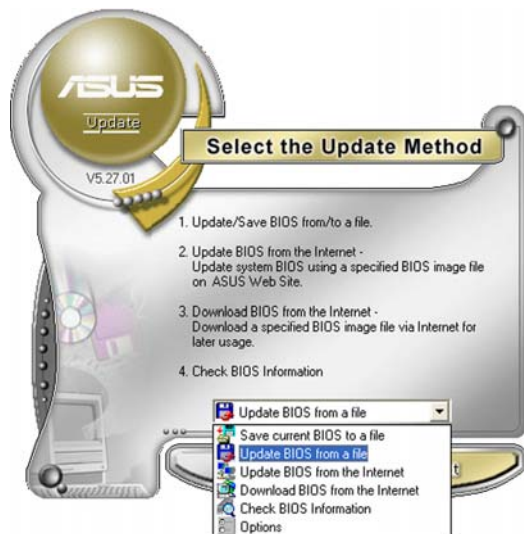 ASUS
Update
V5.27.01
Select the Update Method
1. Update/Save BIOS from/to a file.
2. Update BIOS from the Internet -
Update system BIOS using a specified BIOS image file
on ASUS Web Site.
3. Download BIOS from the Internet -
Download a specified BIOS image file via Internet for
later usage.
4. Check BIOS Information
Update BIOS from a file
Save current BIOS to a file
Update BIOS from a file
Update BIOS from the Internet
Download BIOS from the Internet
Check BIOS Information
Options